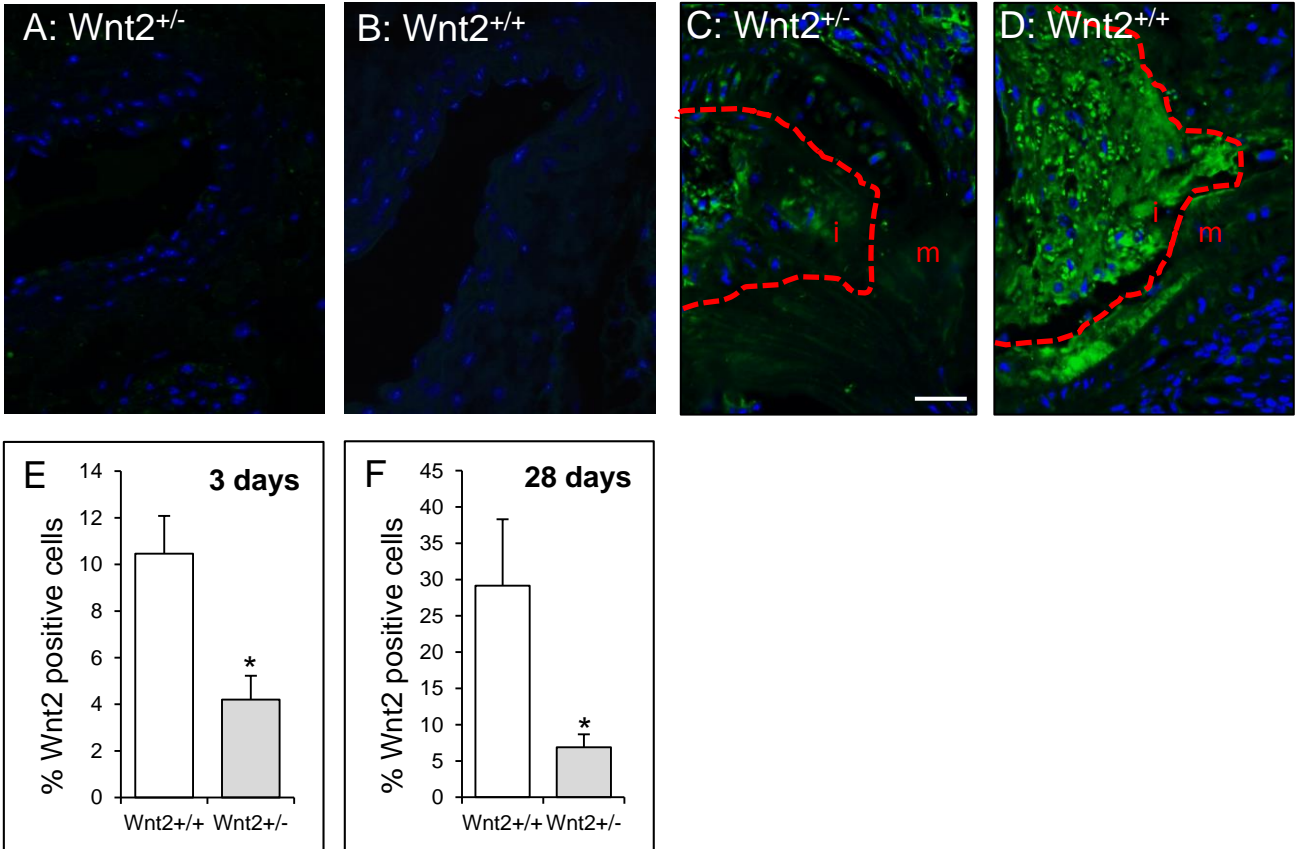 A: Wnt2+/-
B: Wnt2+/+
C: Wnt2+/-
D: Wnt2+/+
i
m
i
m
E
3 days
% Wnt2 positive cells
14
12
10
8
6
4
2
0
*
Wnt2+/+ Wnt2+/-
F
28 days
% Wnt2 positive cells
45
40
35
30
25
20
15
10
5
0
*
Wnt2+/+ Wnt2+/-